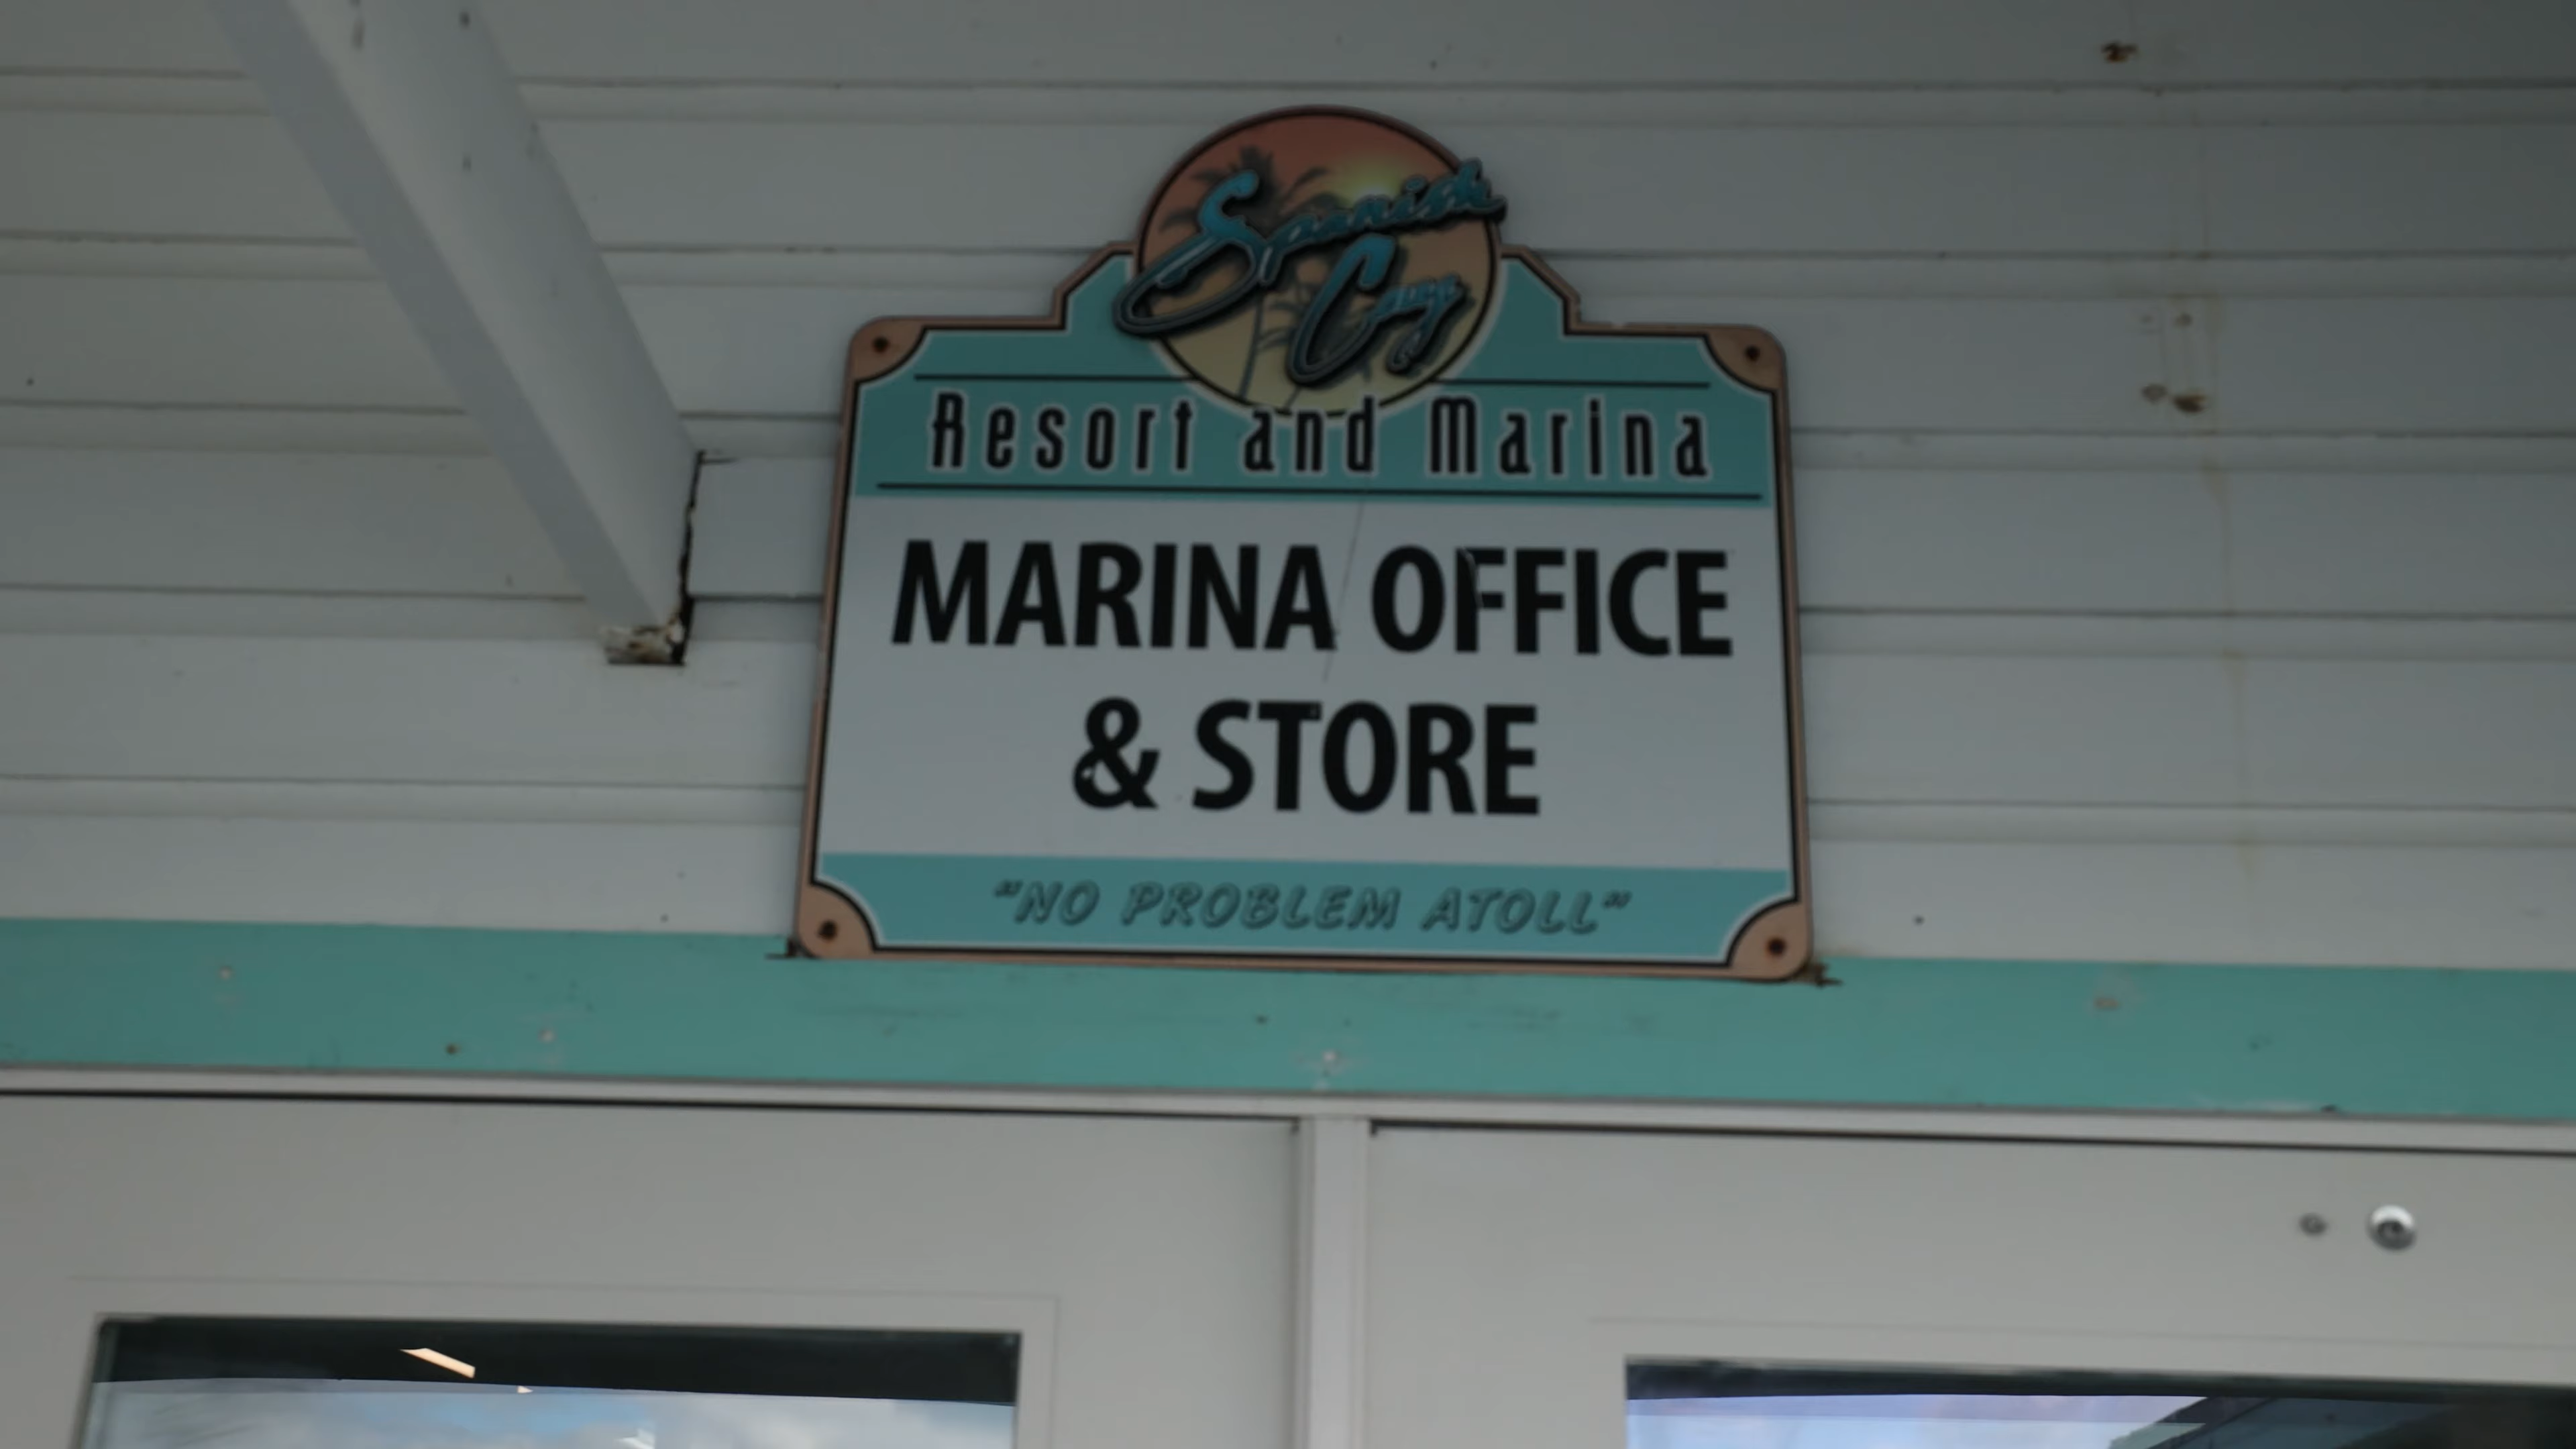 Spanish
Cay
Resort and Marina
MARINA OFFICE
& STORE
"NO PROBLEM ATOLL"